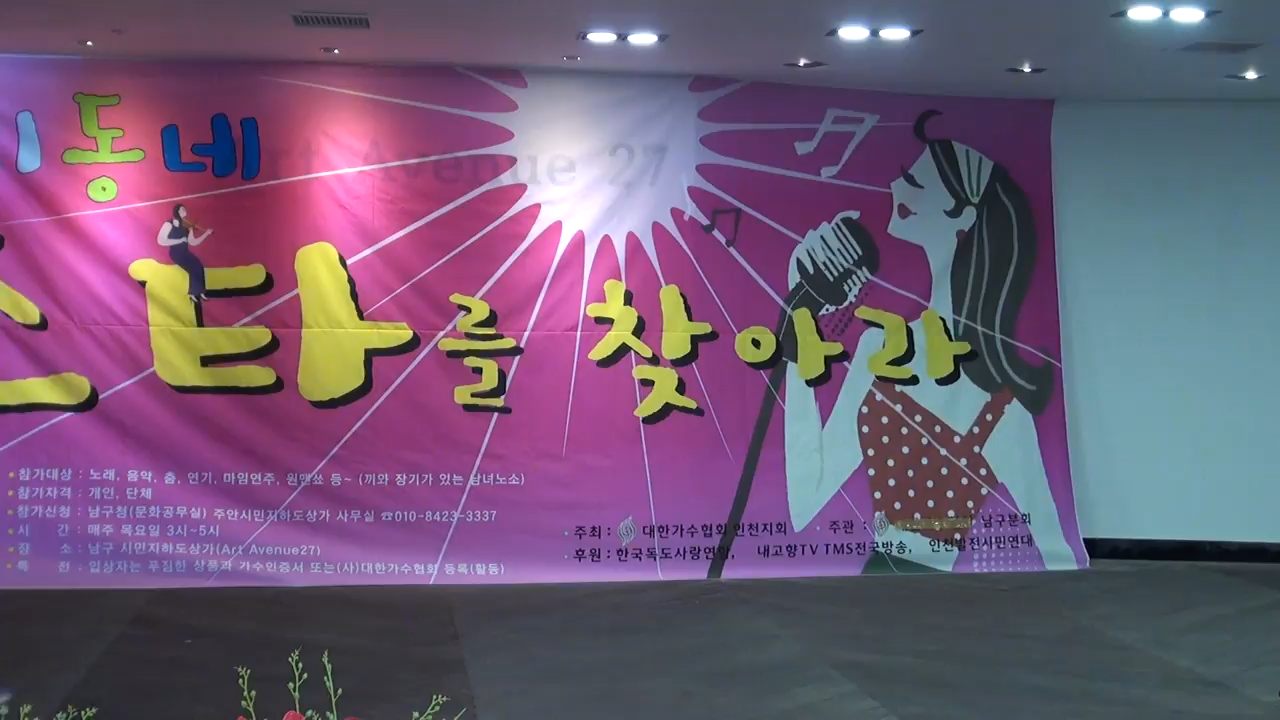 동네
Art Avenue 27
스타를 찾아라
참가대상 : 노래, 음악, 춤, 연기, 마임연주, 원맨쇼 등~ (끼와 장기가 있는 남녀노소)
참가자격 : 개인, 단체
참가신청 : 남구청(문화공무실) 주안시민지하도상가 사무실 ☎010-8423-3337
시 간 : 매주 목요일 3시~5시
장 소 : 남구 시민지하도상가(Art Avenue27)
특 전 : 입상자는 푸짐한 상품과 가수인증서 또는(사)대한가수협회 등록(활동)
주최 : 대한가수협회 인천지회 주관 : 남구분회
후원 : 한국독도사랑연합, 내고향TV TMS전국방송, 인천발전시민연대